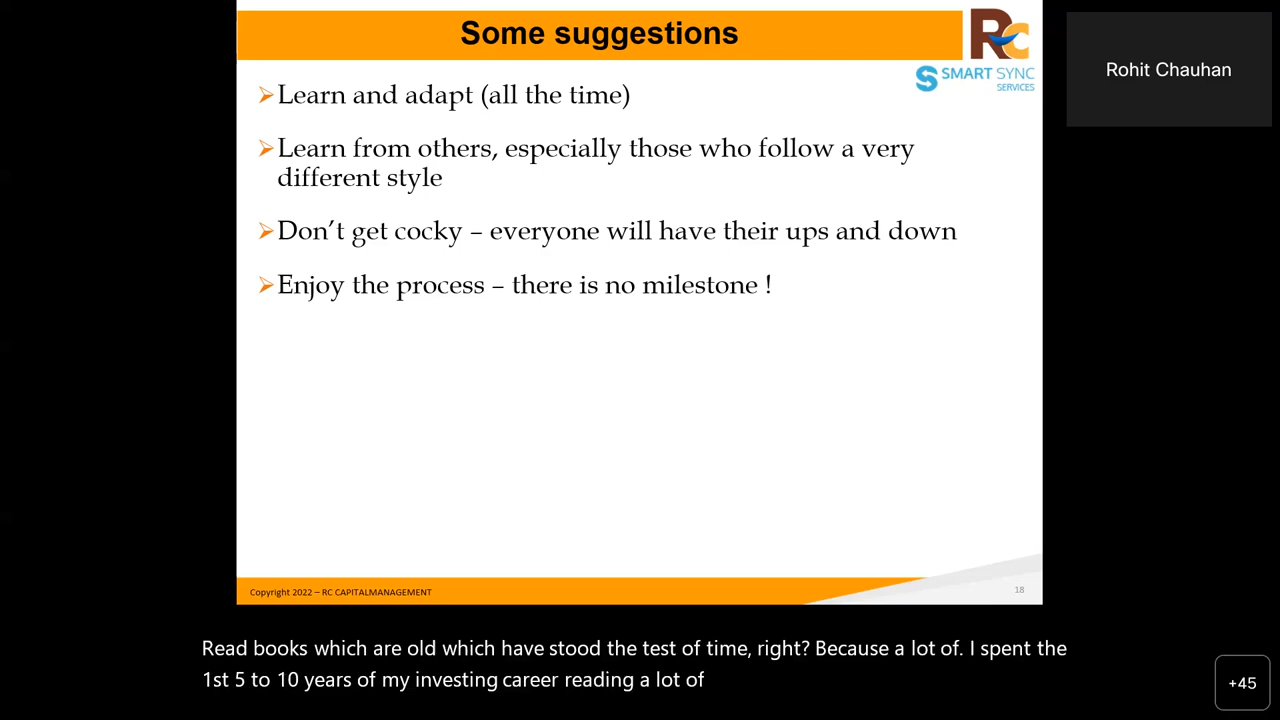 Some suggestions
Rc
SMART SYNC
SERVICES
Rohit Chauhan
➢Learn and adapt (all the time)
➢Learn from others, especially those who follow a very
different style
➢Don’t get cocky – everyone will have their ups and down
➢Enjoy the process – there is no milestone !
Copyright 2022 – RC CAPITALMANAGEMENT
18
Read books which are old which have stood the test of time, right? Because a lot of. I spent the
1st 5 to 10 years of my investing career reading a lot of
+45